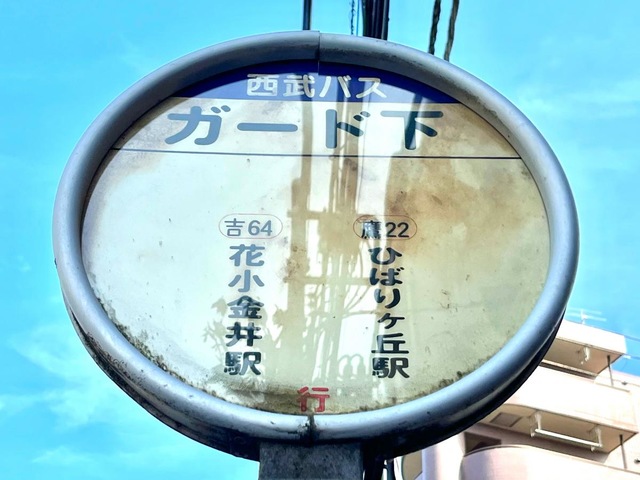 西武バス
ガード下
鷹22
ひばりヶ丘駅
吉64
花小金井駅
行